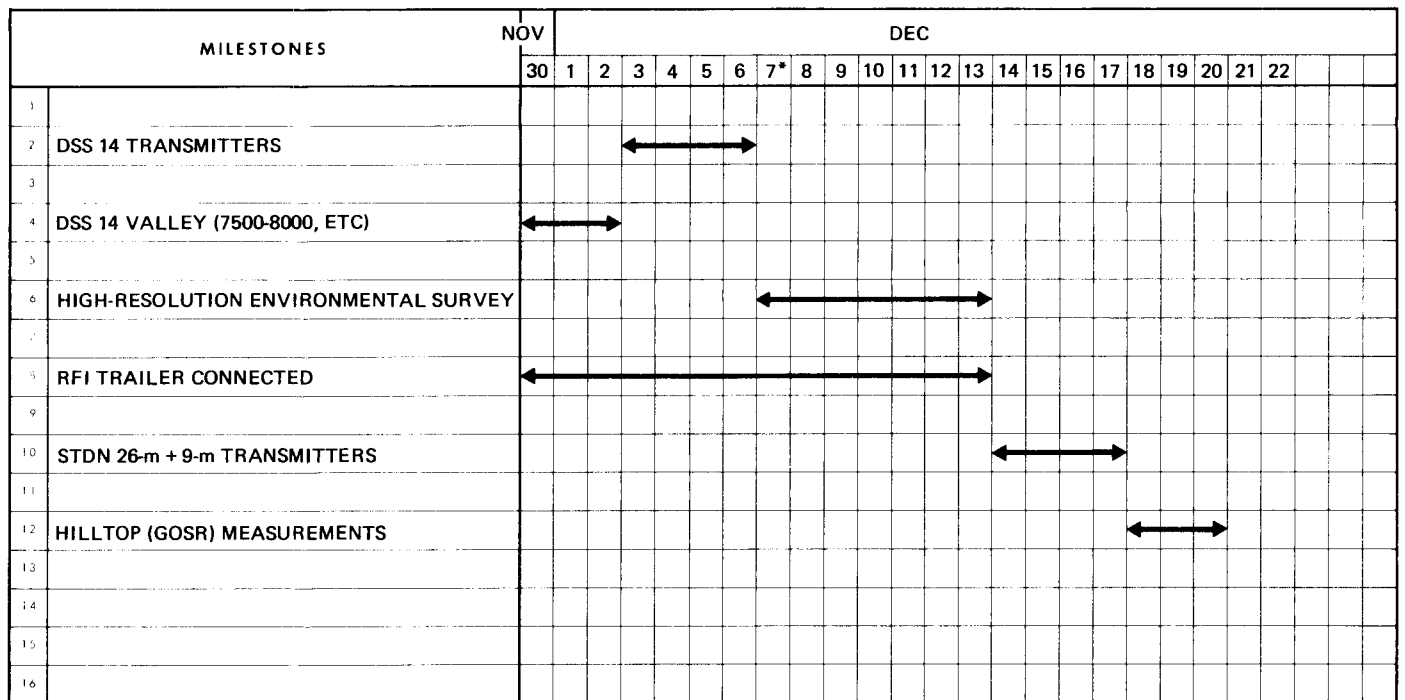 MILESTONES
NOV
DEC
30 1 2 3 4 5 6 7* 8 9 10 11 12 13 14 15 16 17 18 19 20 21 22
1
2 DSS 14 TRANSMITTERS
3
4 DSS 14 VALLEY (7500-8000, ETC)
5
6 HIGH-RESOLUTION ENVIRONMENTAL SURVEY
RFI TRAILER CONNECTED
9
10 STDN 26-m + 9-m TRANSMITTERS
11
12 HILLTOP (GOSR) MEASUREMENTS
13
14
15
16